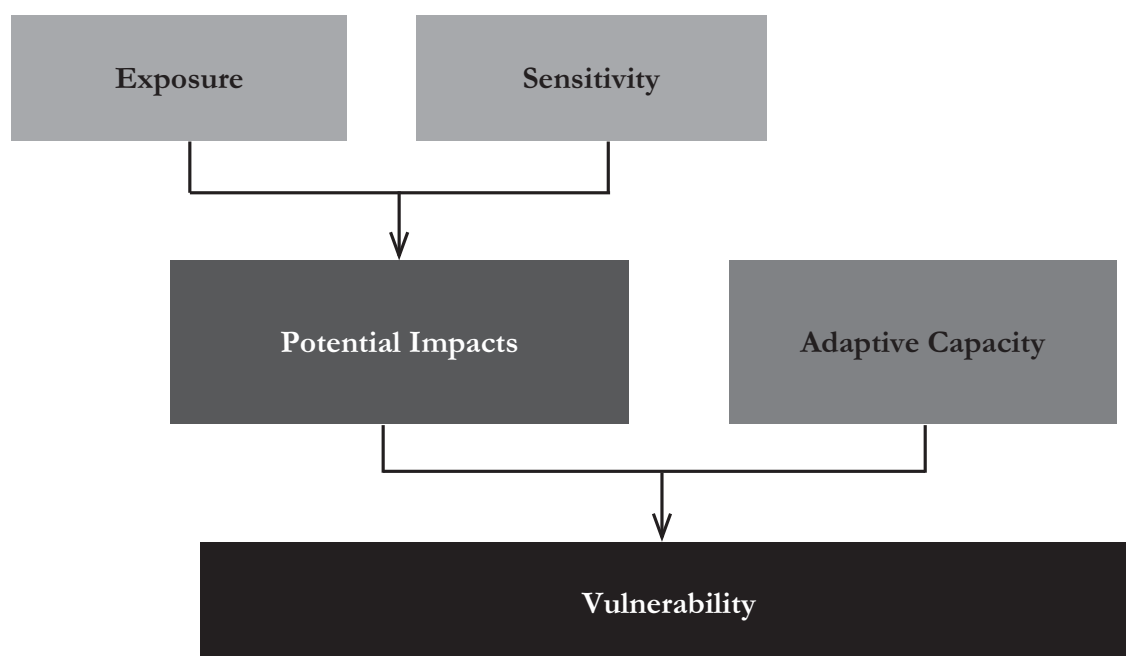 Exposure
Sensitivity
Potential Impacts
Adaptive Capacity
Vulnerability